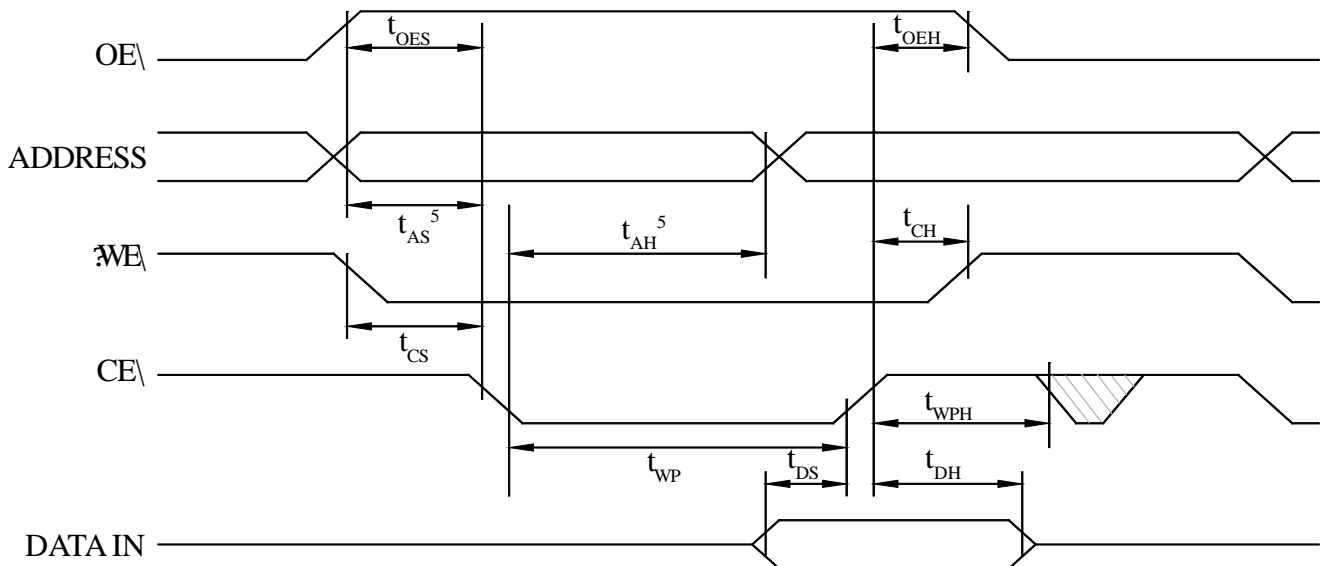 OE\
tOES
tOEH
ADDRESS
tAS5
tAH5
tCH
?WE\
tCS
CE\
tWPH
tWP
tDS
tDH
DATA IN